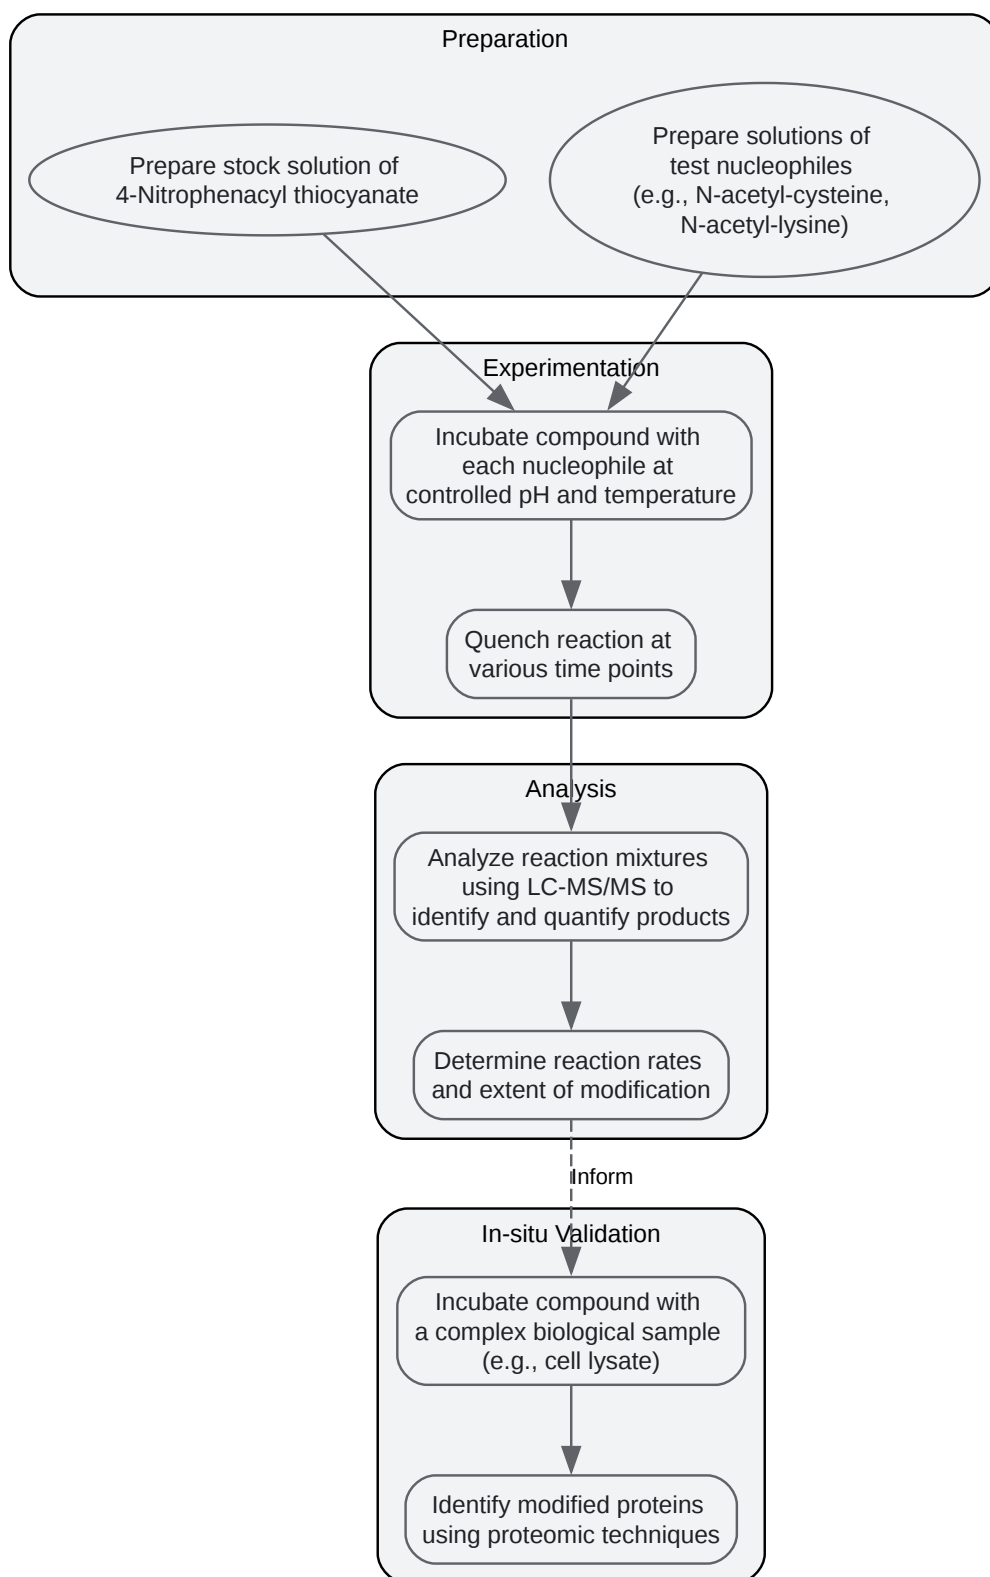 Preparation
Prepare stock solution of
4-Nitrophenacyl thiocyanate
Prepare solutions of
test nucleophiles
(e.g., N-acetyl-cysteine,
N-acetyl-lysine)
Experimentation
Incubate compound with
each nucleophile at
controlled pH and temperature
Quench reaction at
various time points
Analysis
Analyze reaction mixtures
using LC-MS/MS to
identify and quantify products
Determine reaction rates
and extent of modification
Inform
In-situ Validation
Incubate compound with
a complex biological sample
(e.g., cell lysate)
Identify modified proteins
using proteomic techniques